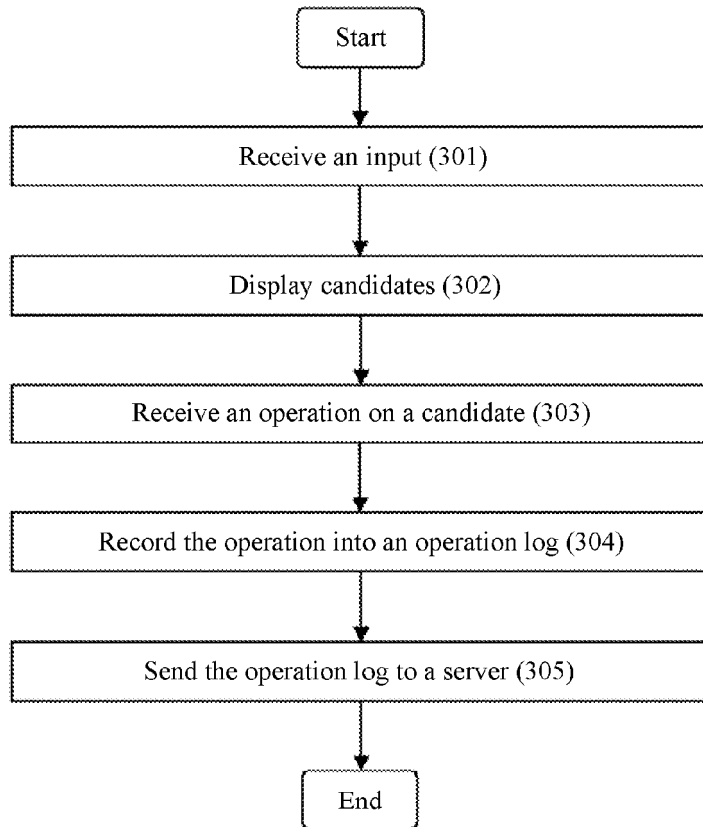 Start
Receive an input (301)
Display candidates (302)
Receive an operation on a candidate (303)
Record the operation into an operation log (304)
Send the operation log to a server (305)
End